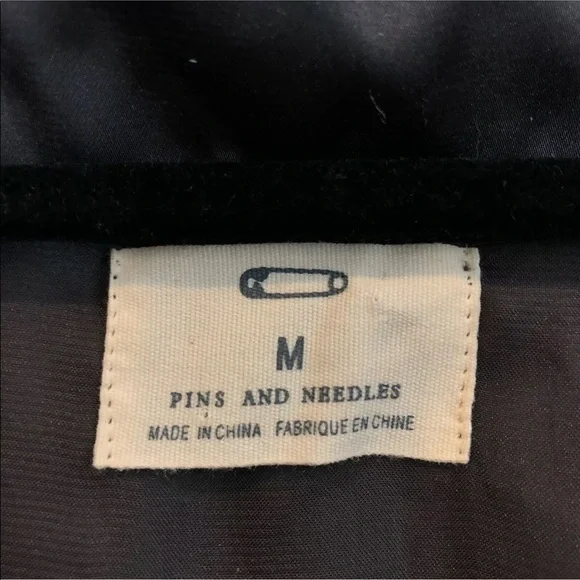 M
PINS AND NEEDLES
MADE IN CHINA FABRIQUE EN CHINE